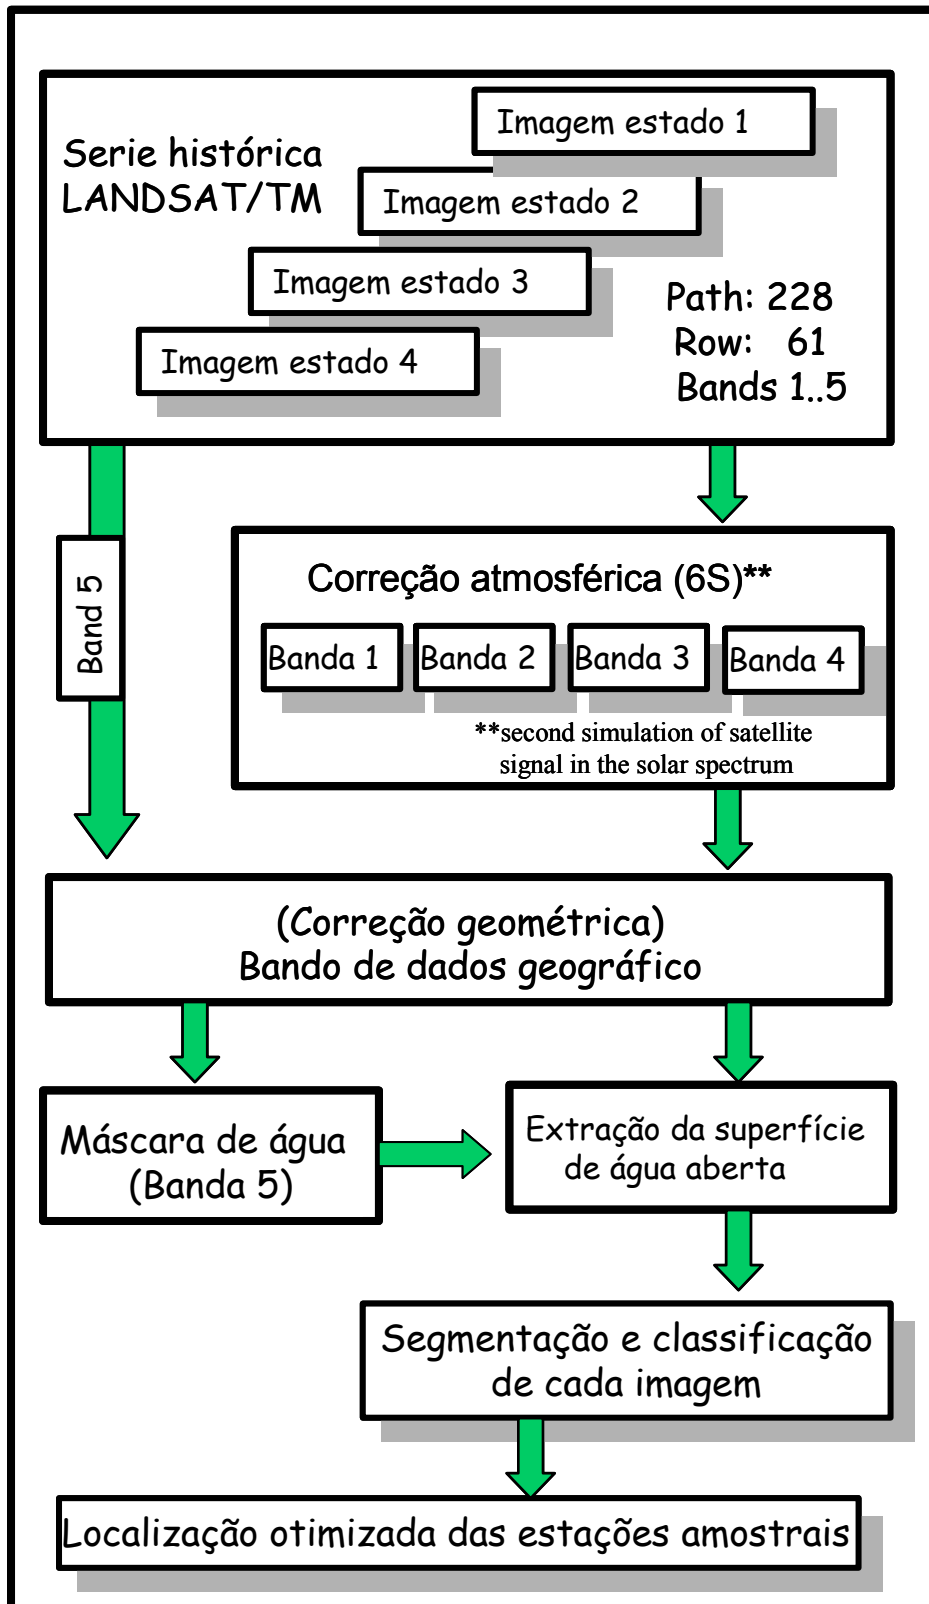 Serie histórica
LANDSAT/TM
Imagem estado 1
Imagem estado 2
Imagem estado 3
Imagem estado 4
Path: 228
Row: 61
Bands 1..5
Band 5
Correção atmosférica (6S)**
Banda 1
Banda 2
Banda 3
Banda 4
**second simulation of satellite
signal in the solar spectrum
(Correção geométrica)
Bando de dados geográfico
Máscara de água
(Banda 5)
Extração da superfície
de água aberta
Segmentação e classificação
de cada imagem
Localização otimizada das estações amostrais